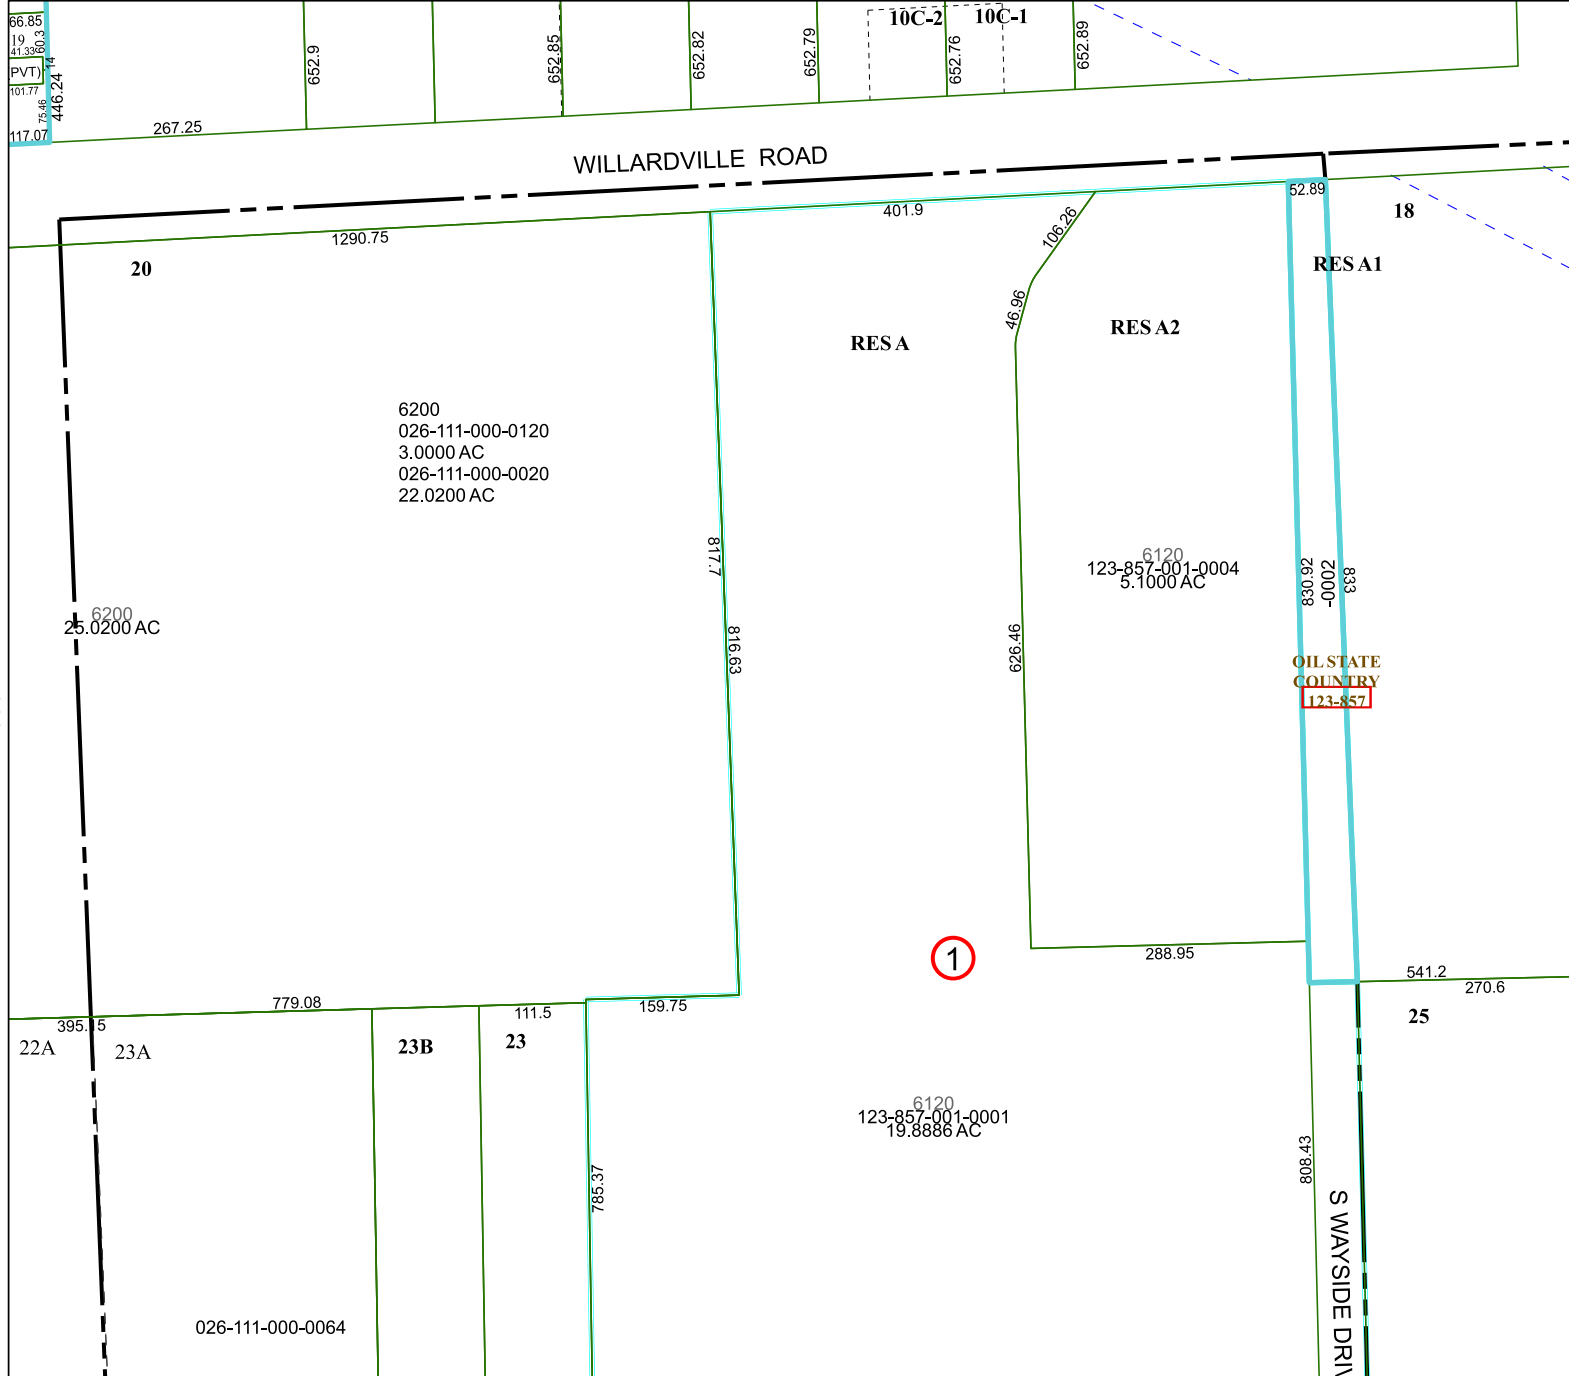 66.85
19
60.3
41.33
14
(PVT)
101.77
75.46
446.24
117.07
267.25
652.9
652.85
652.82
652.79
10C-2
10C-1
652.76
652.89
WILLARDVILLE ROAD
1290.75
401.9
52.89
18
20
106.26
RES A1
46.96
RES A
RES A2
6200
026-111-000-0120
3.0000 AC
026-111-000-0020
22.0200 AC
817.7
816.63
6120
123-857-001-0004
5.1000 AC
830.92
-0002
833
6200
25.0200 AC
626.46
OIL STATE
COUNTRY
123-857
1
288.95
541.2
270.6
779.08
111.5
159.75
395.15
22A
23A
23B
23
25
6120
123-857-001-0001
19.8886 AC
785.37
808.43
S WAYSIDE DRIV
026-111-000-0064